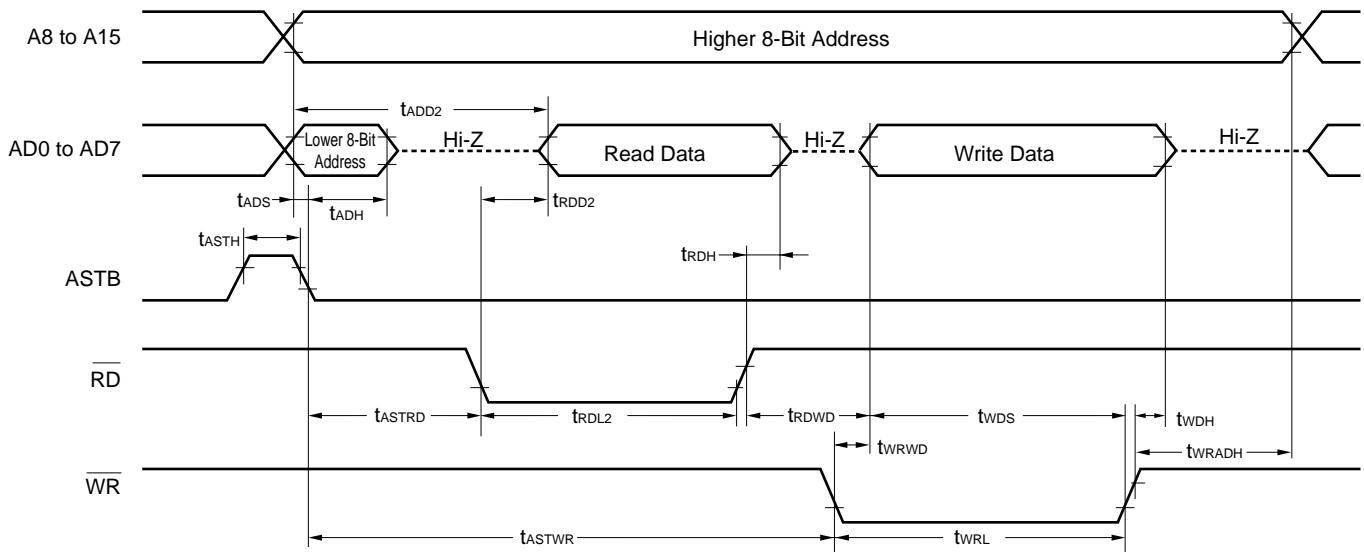 A8 to A15
Higher 8-Bit Address
tADD2
AD0 to AD7
Lower 8-Bit
Address
Hi-Z
Read Data
Hi-Z
Write Data
Hi-Z
tADS
tADH
tRDD2
tASTH
tRDH
ASTB
RD
tASTRD
tRDL2
tRDWD
tWDS
tWDH
tWRWD
tWRADH
WR
tASTWR
tWRL